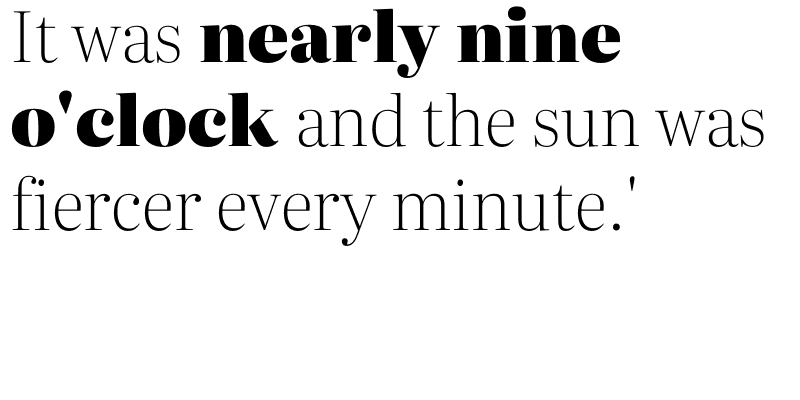 It was nearly nine
o'clock and the sun was
fiercer every minute.'